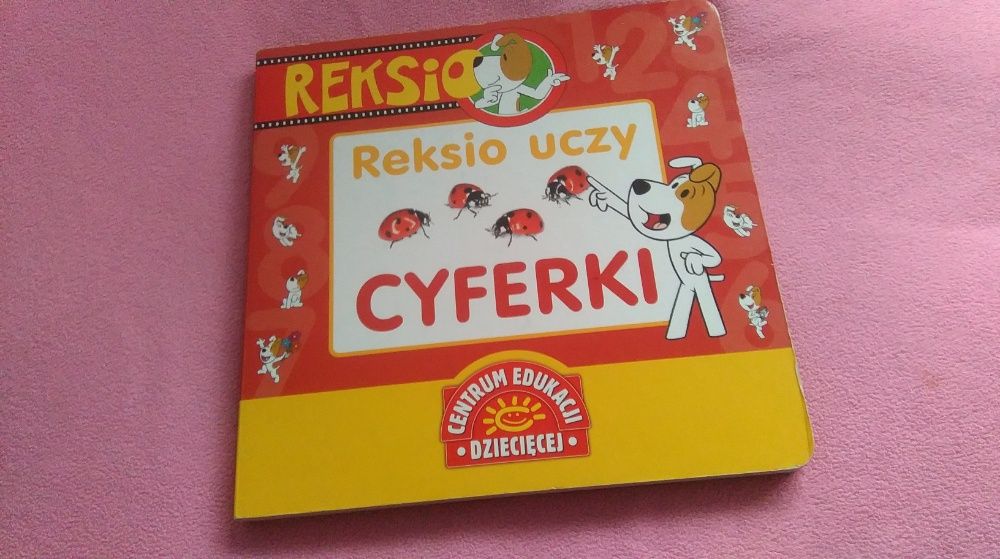 REKSIO
Reksio uczy
CYFERKI
CENTRUM EDUKACJI
• DZIECIĘCEJ •